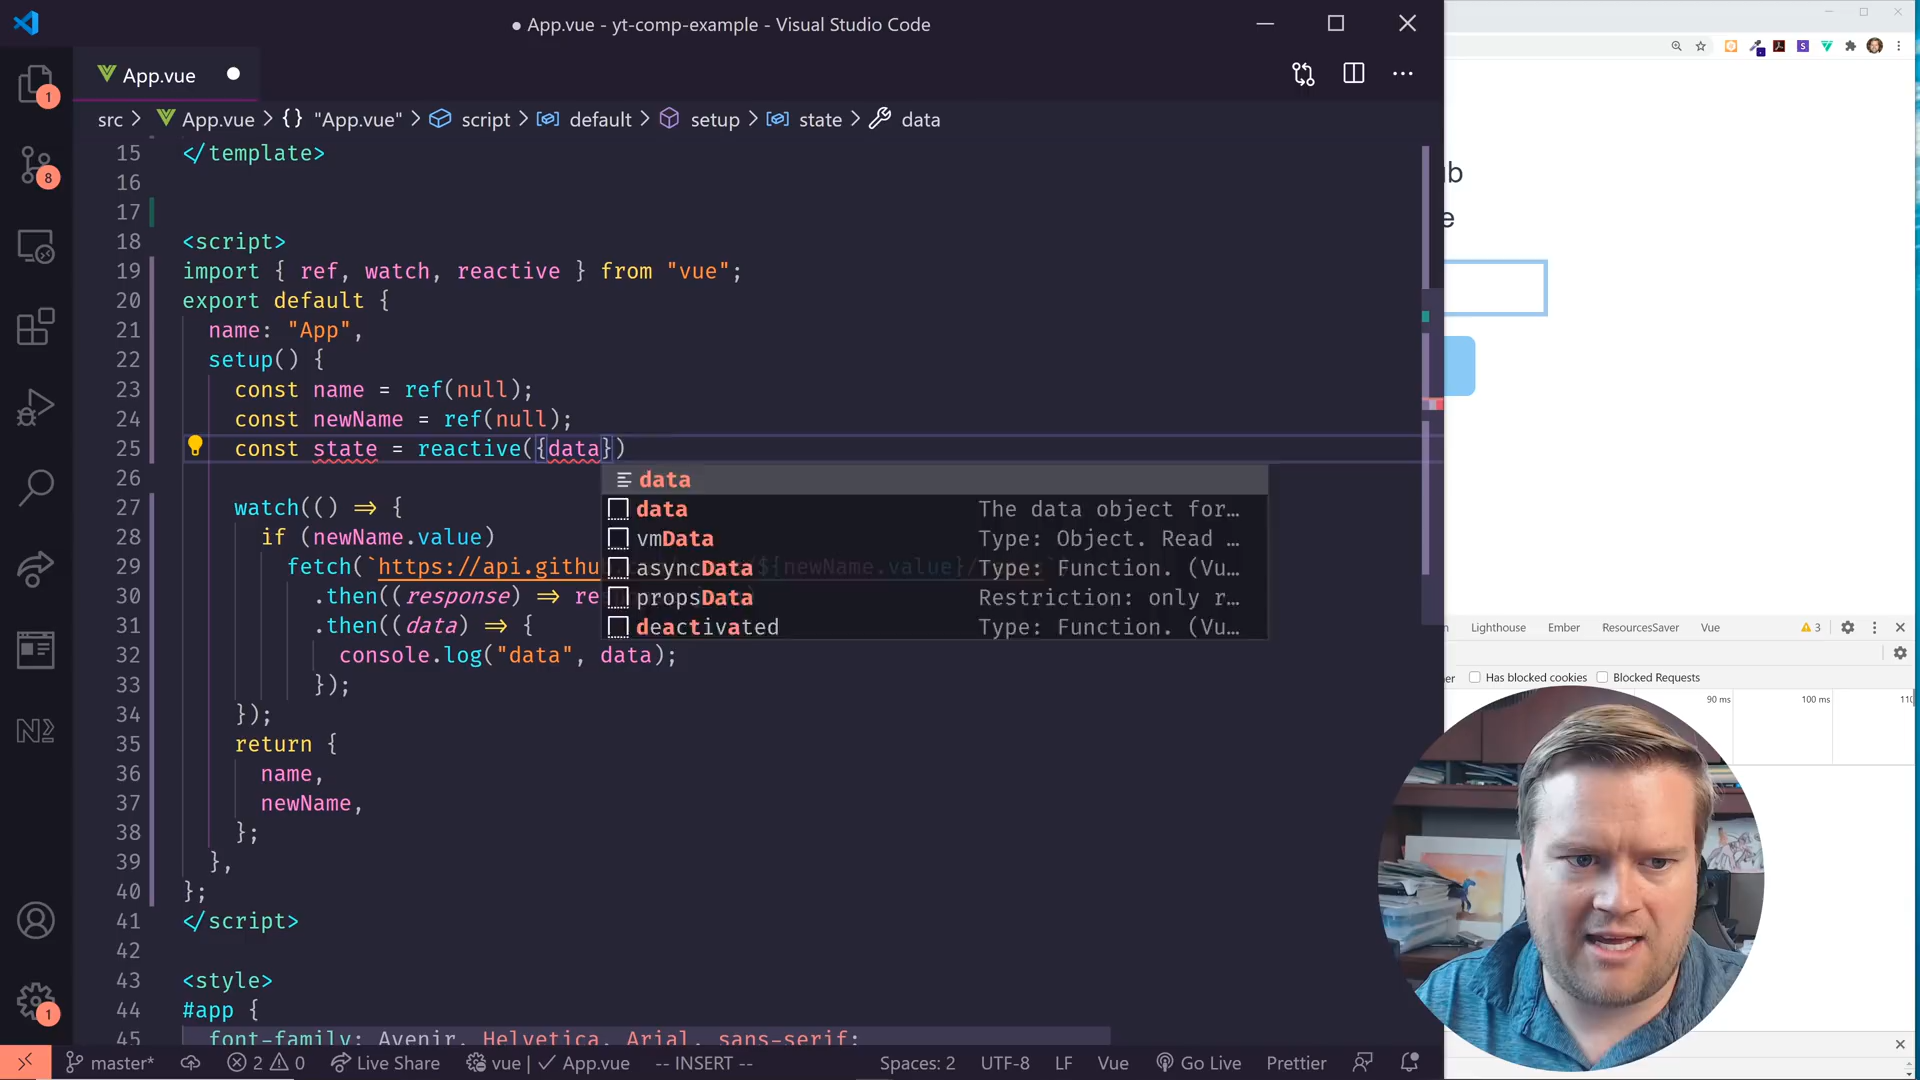 App.vue - yt-comp-example - Visual Studio Code
App.vue
src > App.vue > {} "App.vue" > script > default > setup > state > data
15 </template>
16
17
18 <script>
19 import { ref, watch, reactive } from "vue";
20 export default {
21 name: "App",
22 setup() {
23 const name = ref(null);
24 const newName = ref(null);
25 const state = reactive({data})
26
27 watch(() => {
28 if (newName.value)
29 fetch(`https://api.githu ${newName.value}/
30 .then((response) => re
31 .then((data) => {
32 console.log("data", data);
33 });
34 });
35 return {
36 name,
37 newName,
38 };
39 },
40 };
41 </script>
42
43 <style>
44 #app {
45 font-family: Avenir, Helvetica, Arial, sans-serif;
data
data The data object for…
vmData Type: Object. Read …
asyncData Type: Function. (Vu…
propsData Restriction: only r…
deactivated Type: Function. (Vu…
1
8
1
master* 2 0 Live Share vue | ✓ App.vue -- INSERT -- Spaces: 2 UTF-8 LF Vue Go Live Prettier
ub
e
Lighthouse Ember ResourcesSaver Vue 3
er Has blocked cookies Blocked Requests
90 ms 100 ms 110